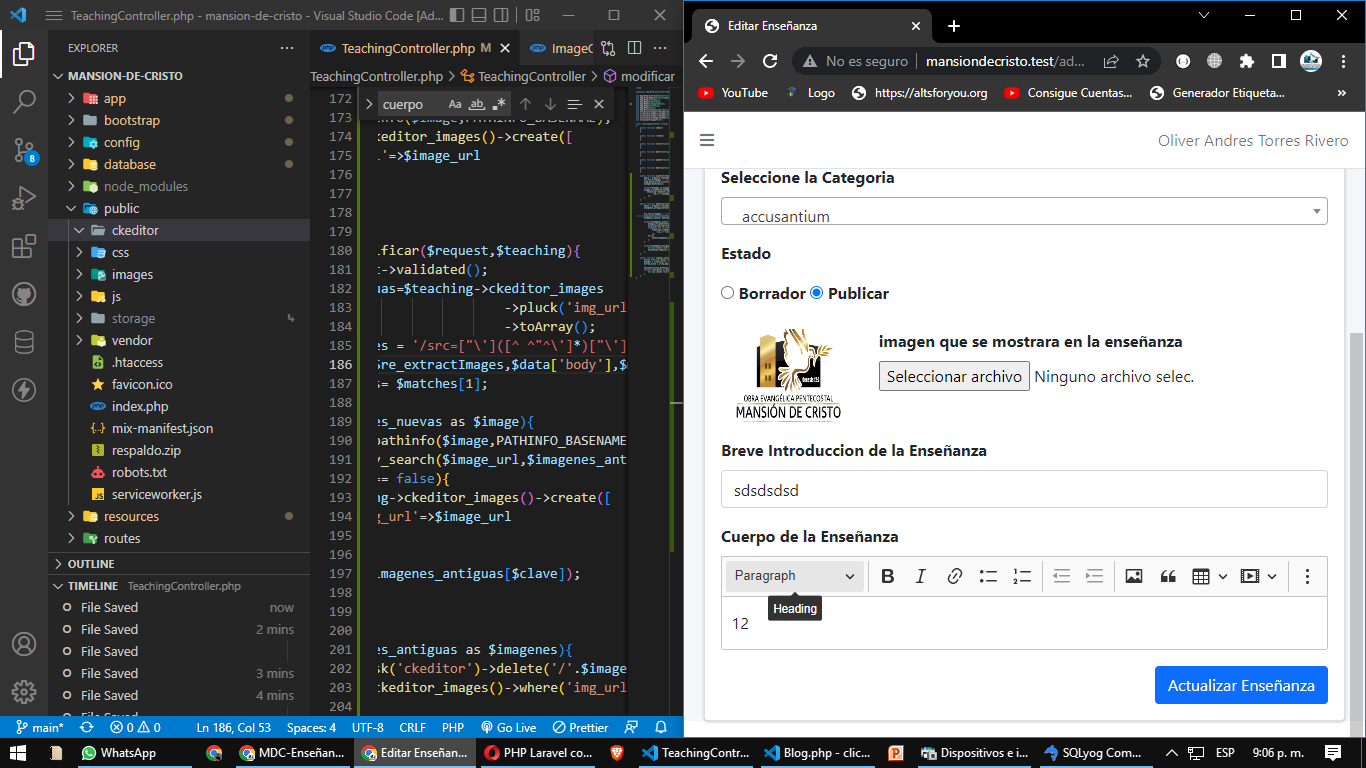 TeachingController.php - mansion-de-cristo - Visual Studio Code [Ad...
EXPLORER
MANSION-DE-CRISTO
app
bootstrap
config
database
node_modules
public
ckeditor
css
images
js
storage
vendor
.htaccess
favicon.ico
index.php
mix-manifest.json
respaldo.zip
robots.txt
serviceworker.js
resources
routes
OUTLINE
TIMELINE TeachingController.php
File Saved now
File Saved 2 mins
File Saved
File Saved 3 mins
File Saved 4 mins
8
TeachingController.php M
ImageC
TeachingController.php > TeachingController > modificar
cuerpo Aa ab .*
172
173 nfo($image,PATHINFO_BASENAME);
174 ckeditor_images()->create([
175 '=>$image_url
176
177
178
179
180 ificar($request,$teaching){
181 t->validated();
182 uas=$teaching->ckeditor_images
183 ->pluck('img_url
184 ->toArray();
185 es = '/src=["\']([^ ^"^\']*)["\']
186 $re_extractImages,$data['body'],$
187 s= $matches[1];
188
189 es_nuevas as $image){
190 pathinfo($image,PATHINFO_BASENAME
191 y_search($image_url,$imagenes_ant
192 == false){
193 ng->ckeditor_images()->create([
194 g_url'=>$image_url
195
196
197 imagenes_antiguas[$clave]);
198
199
200
201 es_antiguas as $imagenes){
202 sk('ckeditor')->delete('/'.$image
203 ckeditor_images()->where('img_url
204
main* 0 0 Ln 186, Col 53 Spaces: 4 UTF-8 CRLF PHP Go Live Prettier
Editar Enseñanza
No es seguro mansiondecristo.test/ad...
YouTube Logo https://altsforyou.org Consigue Cuentas... Generador Etiqueta... »
Oliver Andres Torres Rivero
Seleccione la Categoria
accusantium
Estado
Borrador Publicar
OBRA EVANGÉLICA PENTECOSTAL
MANSIÓN DE CRISTO
imagen que se mostrara en la enseñanza
Seleccionar archivo Ninguno archivo selec.
Breve Introduccion de la Enseñanza
sdsdsdsd
Cuerpo de la Enseñanza
Paragraph B I
Heading
12
Actualizar Enseñanza
WhatsApp MDC-Enseñan... Editar Enseñan... PHP Laravel co... TeachingContr... Blog.php - clic... Dispositivos e i... SQLyog Com... ESP 9:06 p. m.